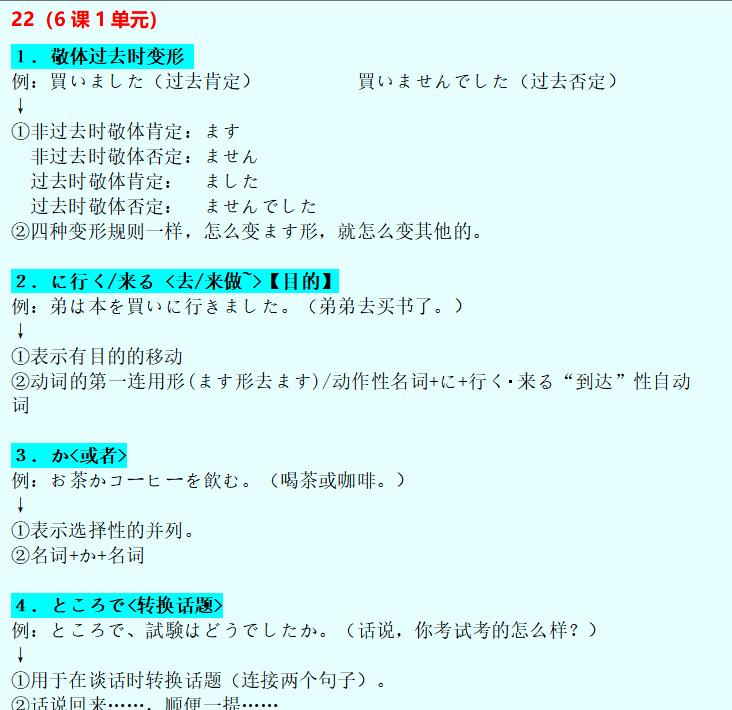 22（6 课 1 单元）
１．敬体过去时变形
例：買いました（过去肯定）　　　　　買いませんでした（过去否定）
↓
①非过去时敬体肯定：ます
　非过去时敬体否定：ません
　过去时敬体肯定：　ました
　过去时敬体否定：　ませんでした
②四种变形规则一样，怎么变ます形，就怎么变其他的。
２．に行く/来る <去/来做~>【目的】
例：弟は本を買いに行きました。（弟弟去买书了。）
↓
①表示有目的的移动
②动词的第一连用形(ます形去ます)/动作性名词+に+行く·来る“到达”性自动
词
３．か<或者>
例：お茶かコーヒーを飲む。（喝茶或咖啡。）
↓
①表示选择性的并列。
②名词+か+名词
４．ところで<转换话题>
例：ところで、試験はどうでしたか。（话说，你考试考的怎么样？）
↓
①用于在谈话时转换话题（连接两个句子）。
②话说回来……，顺便一提……